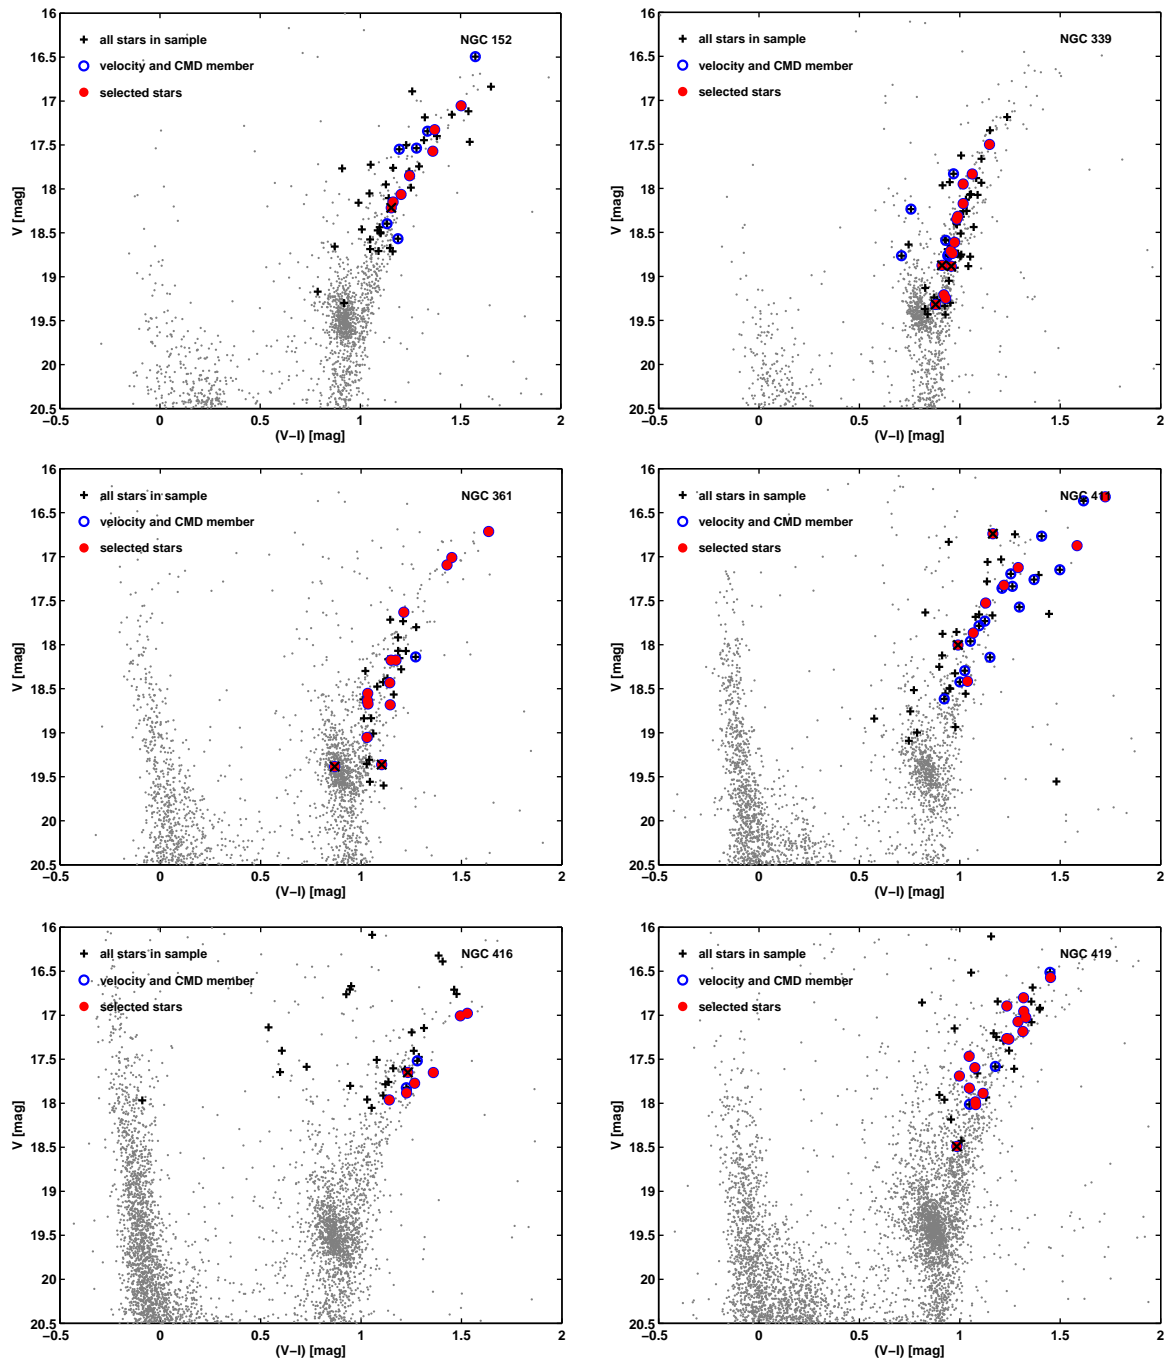 16
16.5
17
17.5
18
18.5
19
19.5
20
20.5
−0.5
0
0.5
1
1.5
2
V [mag]
(V−I) [mag]
all stars in sample
velocity and CMD member
selected stars
NGC 152
16
16.5
17
17.5
18
18.5
19
19.5
20
20.5
−0.5
0
0.5
1
1.5
2
V [mag]
(V−I) [mag]
all stars in sample
velocity and CMD member
selected stars
NGC 339
16
16.5
17
17.5
18
18.5
19
19.5
20
20.5
−0.5
0
0.5
1
1.5
2
V [mag]
(V−I) [mag]
all stars in sample
velocity and CMD member
selected stars
NGC 361
16
16.5
17
17.5
18
18.5
19
19.5
20
20.5
−0.5
0
0.5
1
1.5
2
V [mag]
(V−I) [mag]
all stars in sample
velocity and CMD member
selected stars
NGC
16
16.5
17
17.5
18
18.5
19
19.5
20
20.5
−0.5
0
0.5
1
1.5
2
V [mag]
(V−I) [mag]
all stars in sample
velocity and CMD member
selected stars
NGC 416
16
16.5
17
17.5
18
18.5
19
19.5
20
20.5
−0.5
0
0.5
1
1.5
2
V [mag]
(V−I) [mag]
all stars in sample
velocity and CMD member
selected stars
NGC 419